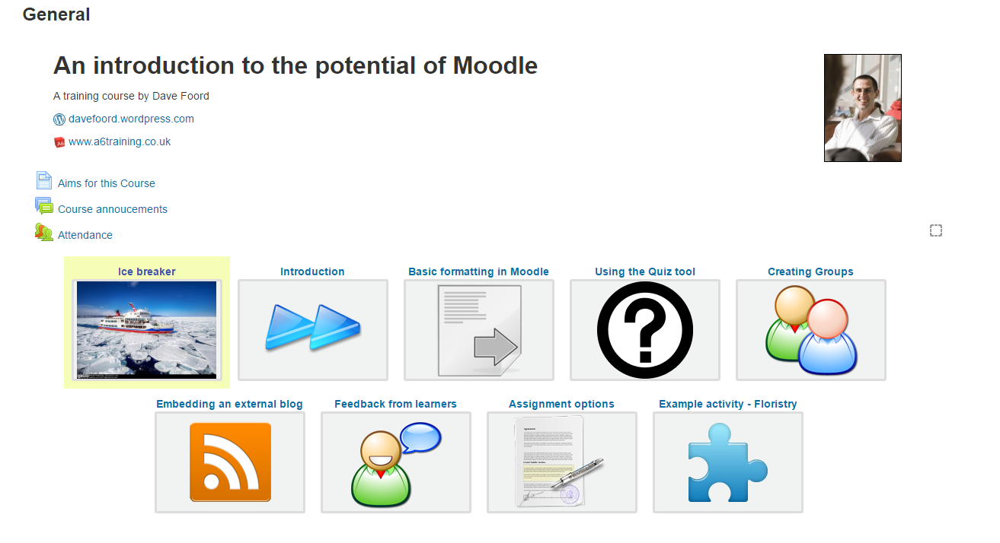 General
An introduction to the potential of Moodle
A training course by Dave Foord
davefoord.wordpress.com
A6
www.a6training.co.uk
Aims for this Course
Course annoucements
Attendance
Ice breaker
Introduction
Basic formatting in Moodle
Using the Quiz tool
?
Creating Groups
Embedding an external blog
Feedback from learners
Assignment options
Example activity - Floristry